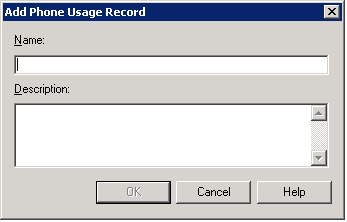 Add Phone Usage Record
Name:
Description:
OK
Cancel
Help